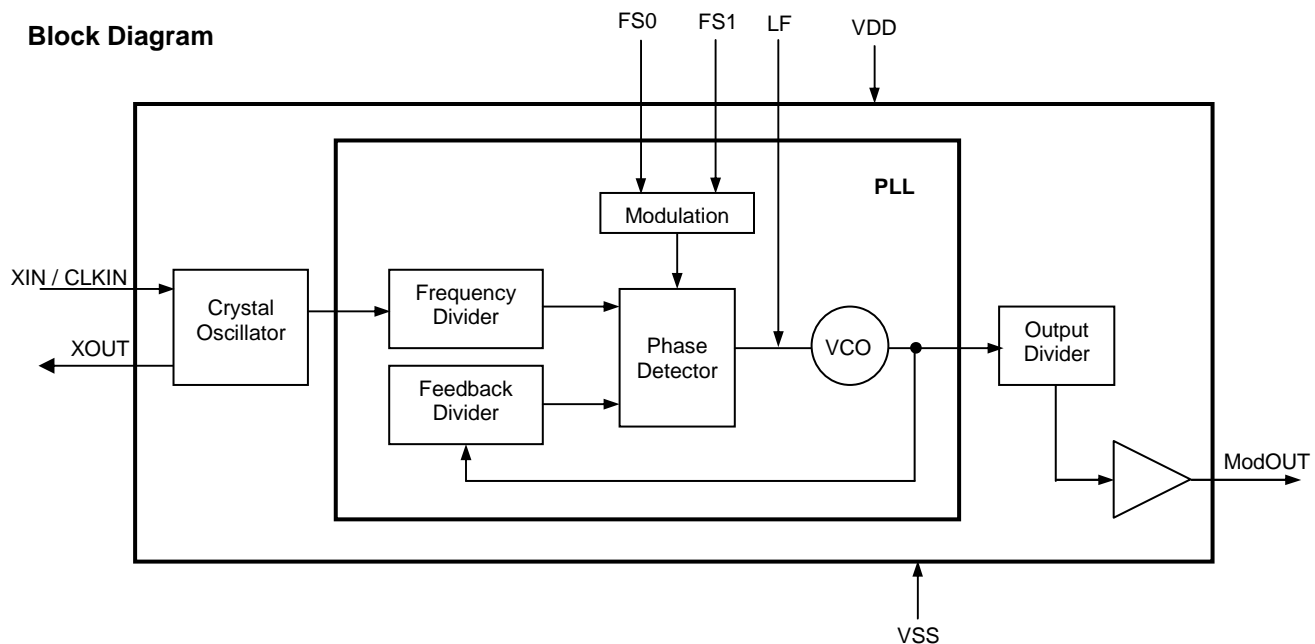 Block Diagram
FS0
FS1
LF
VDD
PLL
Modulation
XIN / CLKIN
XOUT
Crystal
Oscillator
Frequency
Divider
Feedback
Divider
Phase
Detector
VCO
Output
Divider
ModOUT
VSS